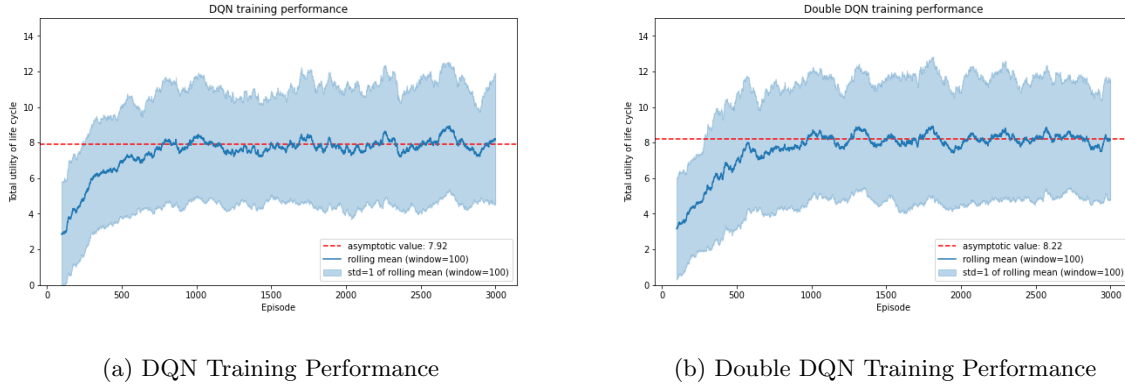 DQN training performance
Total utility of life cycle
14
12
10
8
6
4
2
0
asymptotic value: 7.92
rolling mean (window=100)
std=1 of rolling mean (window=100)
0 500 1000 1500 2000 2500 3000
Episode
(a) DQN Training Performance
Double DQN training performance
Total utility of life cycle
14
12
10
8
6
4
2
0
asymptotic value: 8.22
rolling mean (window=100)
std=1 of rolling mean (window=100)
0 500 1000 1500 2000 2500 3000
Episode
(b) Double DQN Training Performance